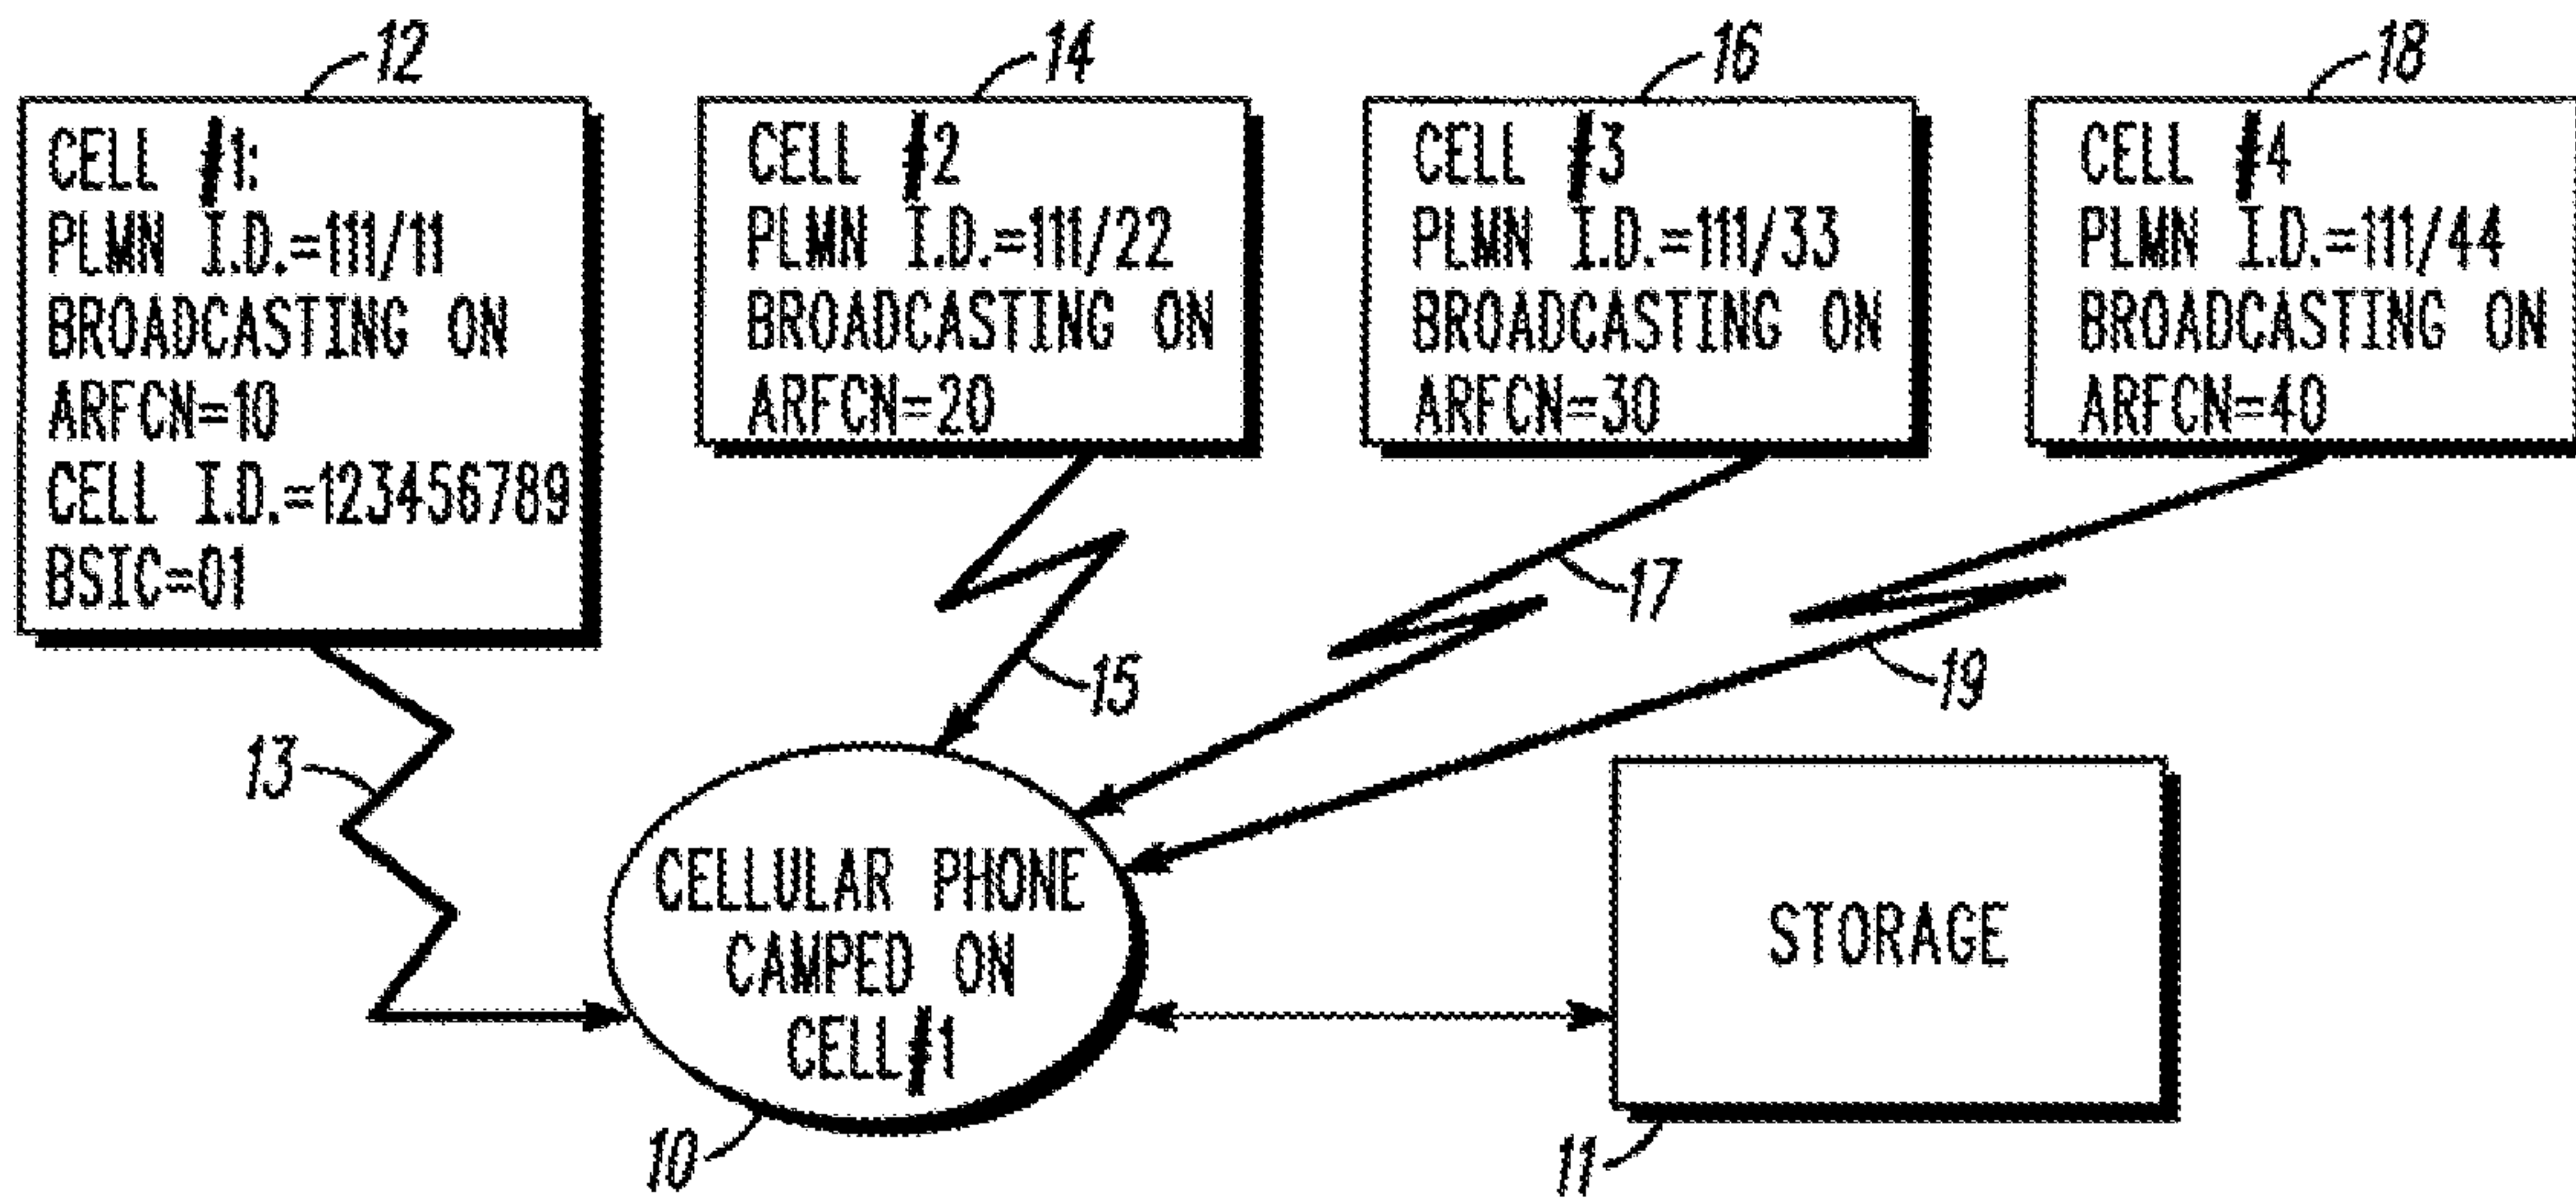 12
CELL #1:
PLMN I.D.=111/11
BROADCASTING ON
ARFCN=10
CELL I.D.=123456789
BSIC=01
14
CELL #2
PLMN I.D.=111/22
BROADCASTING ON
ARFCN=20
16
CELL #3
PLMN I.D.=111/33
BROADCASTING ON
ARFCN=30
18
CELL #4
PLMN I.D.=111/44
BROADCASTING ON
ARFCN=40
13
15
17
19
CELLULAR PHONE
CAMPED ON
CELL#1
10
STORAGE
11